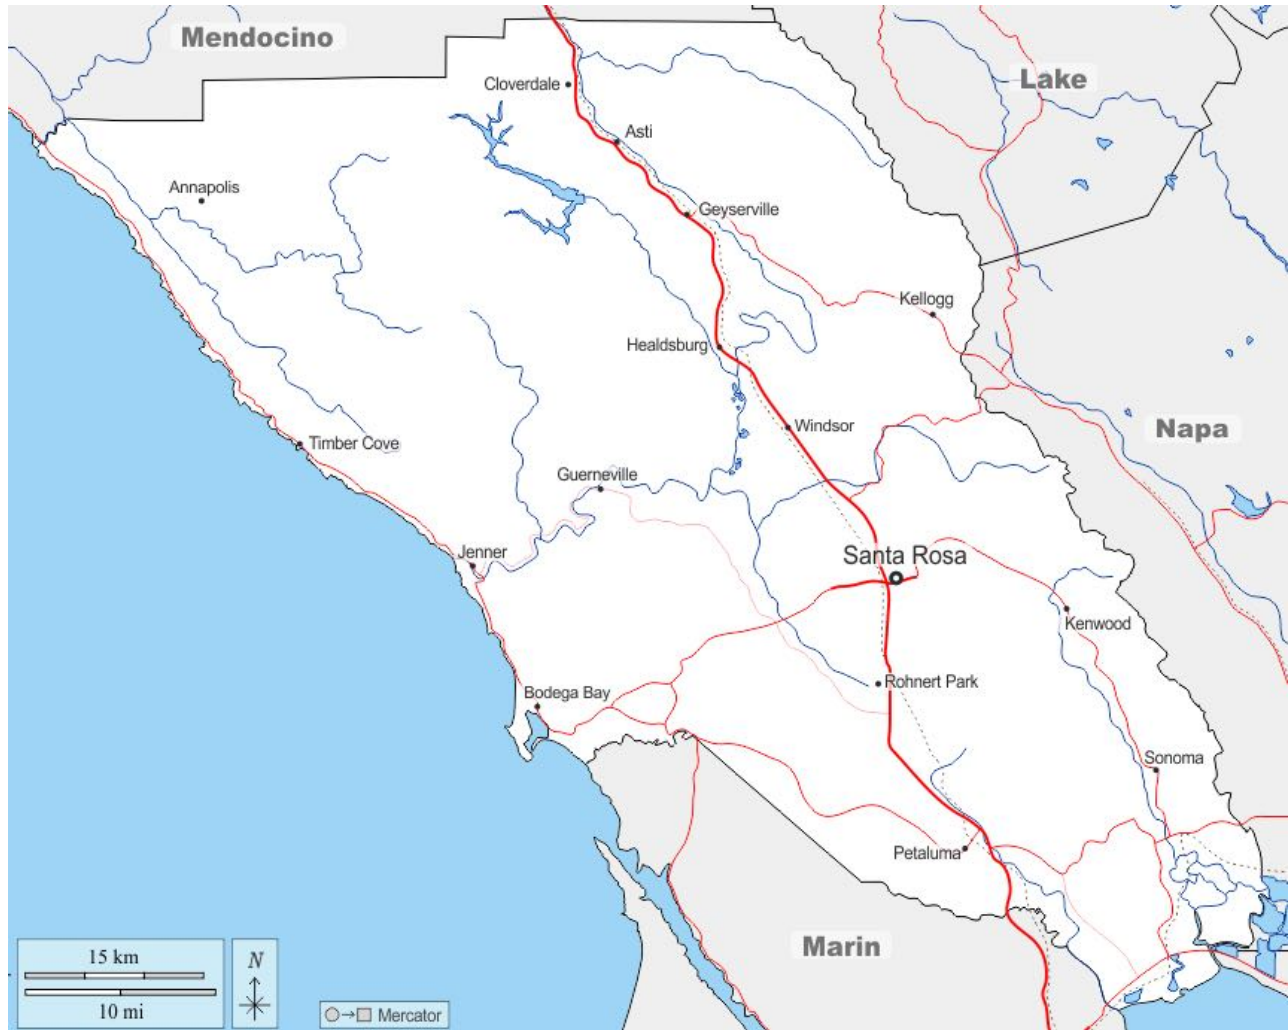 Mendocino
Lake
Cloverdale
Asti
Annapolis
Geyserville
Kellogg
Healdsburg
Napa
Windsor
Timber Cove
Guerneville
Jenner
Santa Rosa
Kenwood
Rohnert Park
Bodega Bay
Sonoma
Petaluma
Marin
15 km
10 mi
N
Mercator